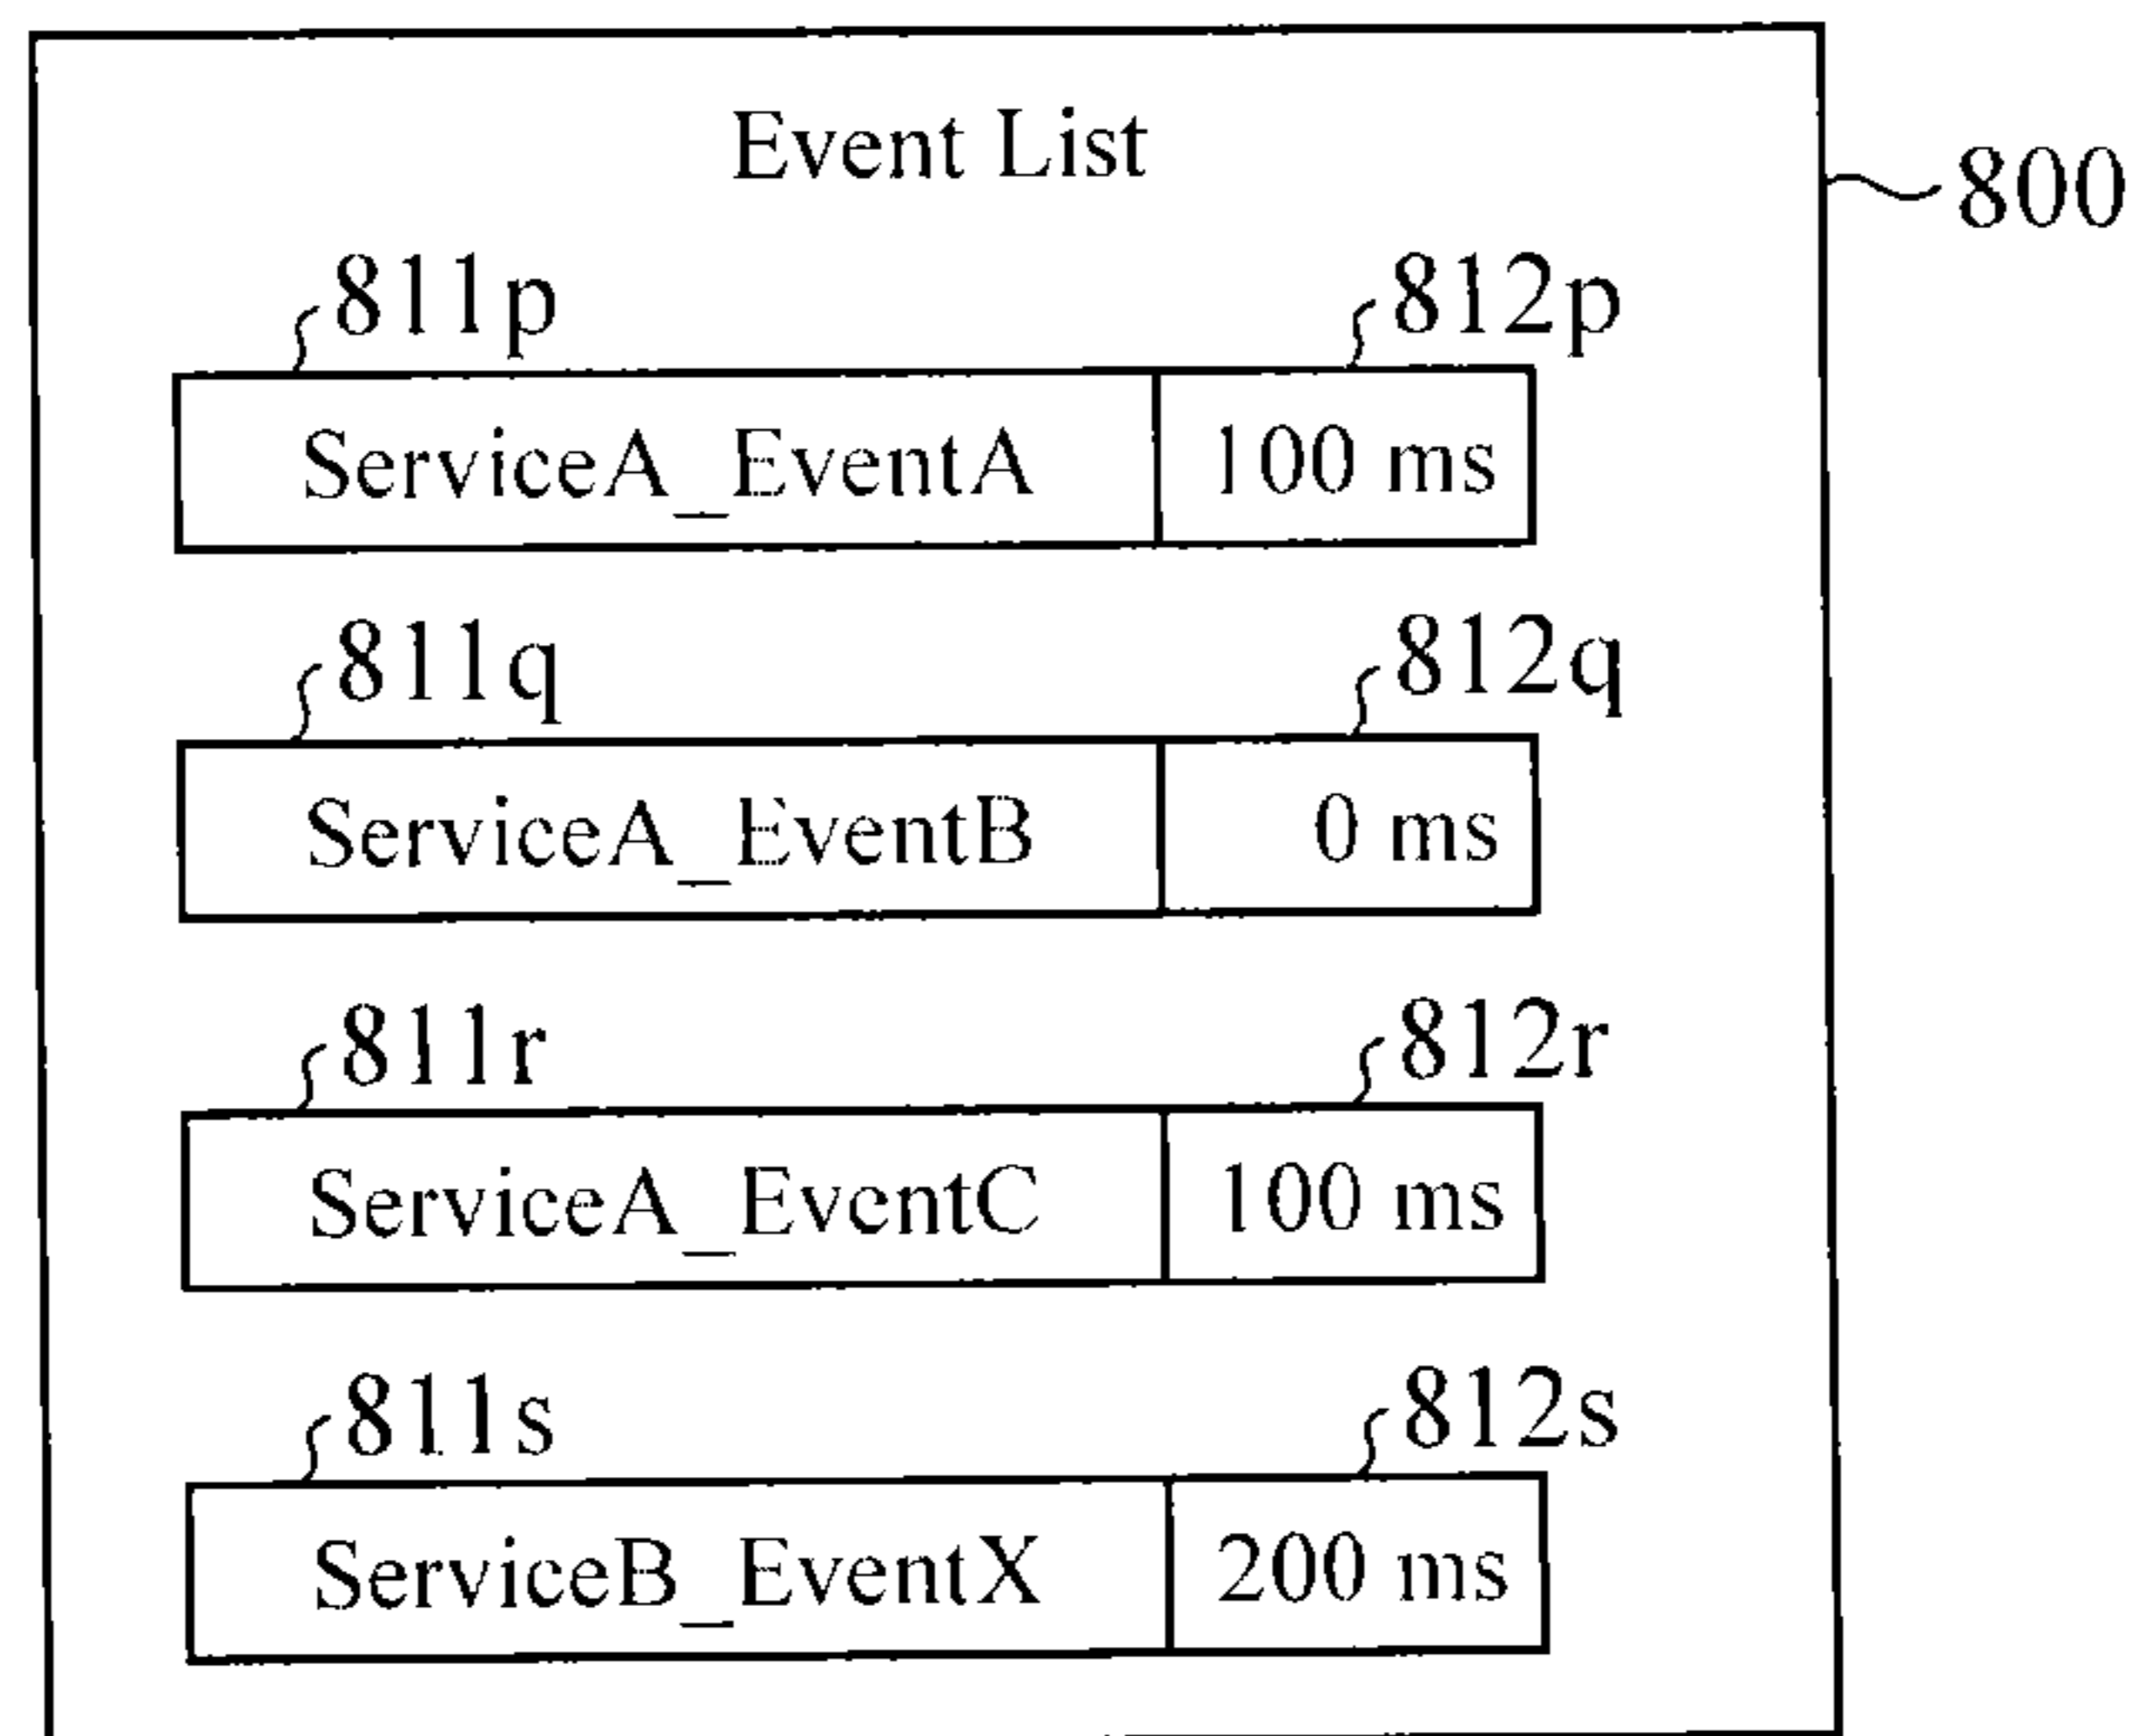 Event List
800
811p 812p
ServiceA_EventA 100 ms
811q 812q
ServiceA_EventB 0 ms
811r 812r
ServiceA_EventC 100 ms
811s 812s
ServiceB_EventX 200 ms